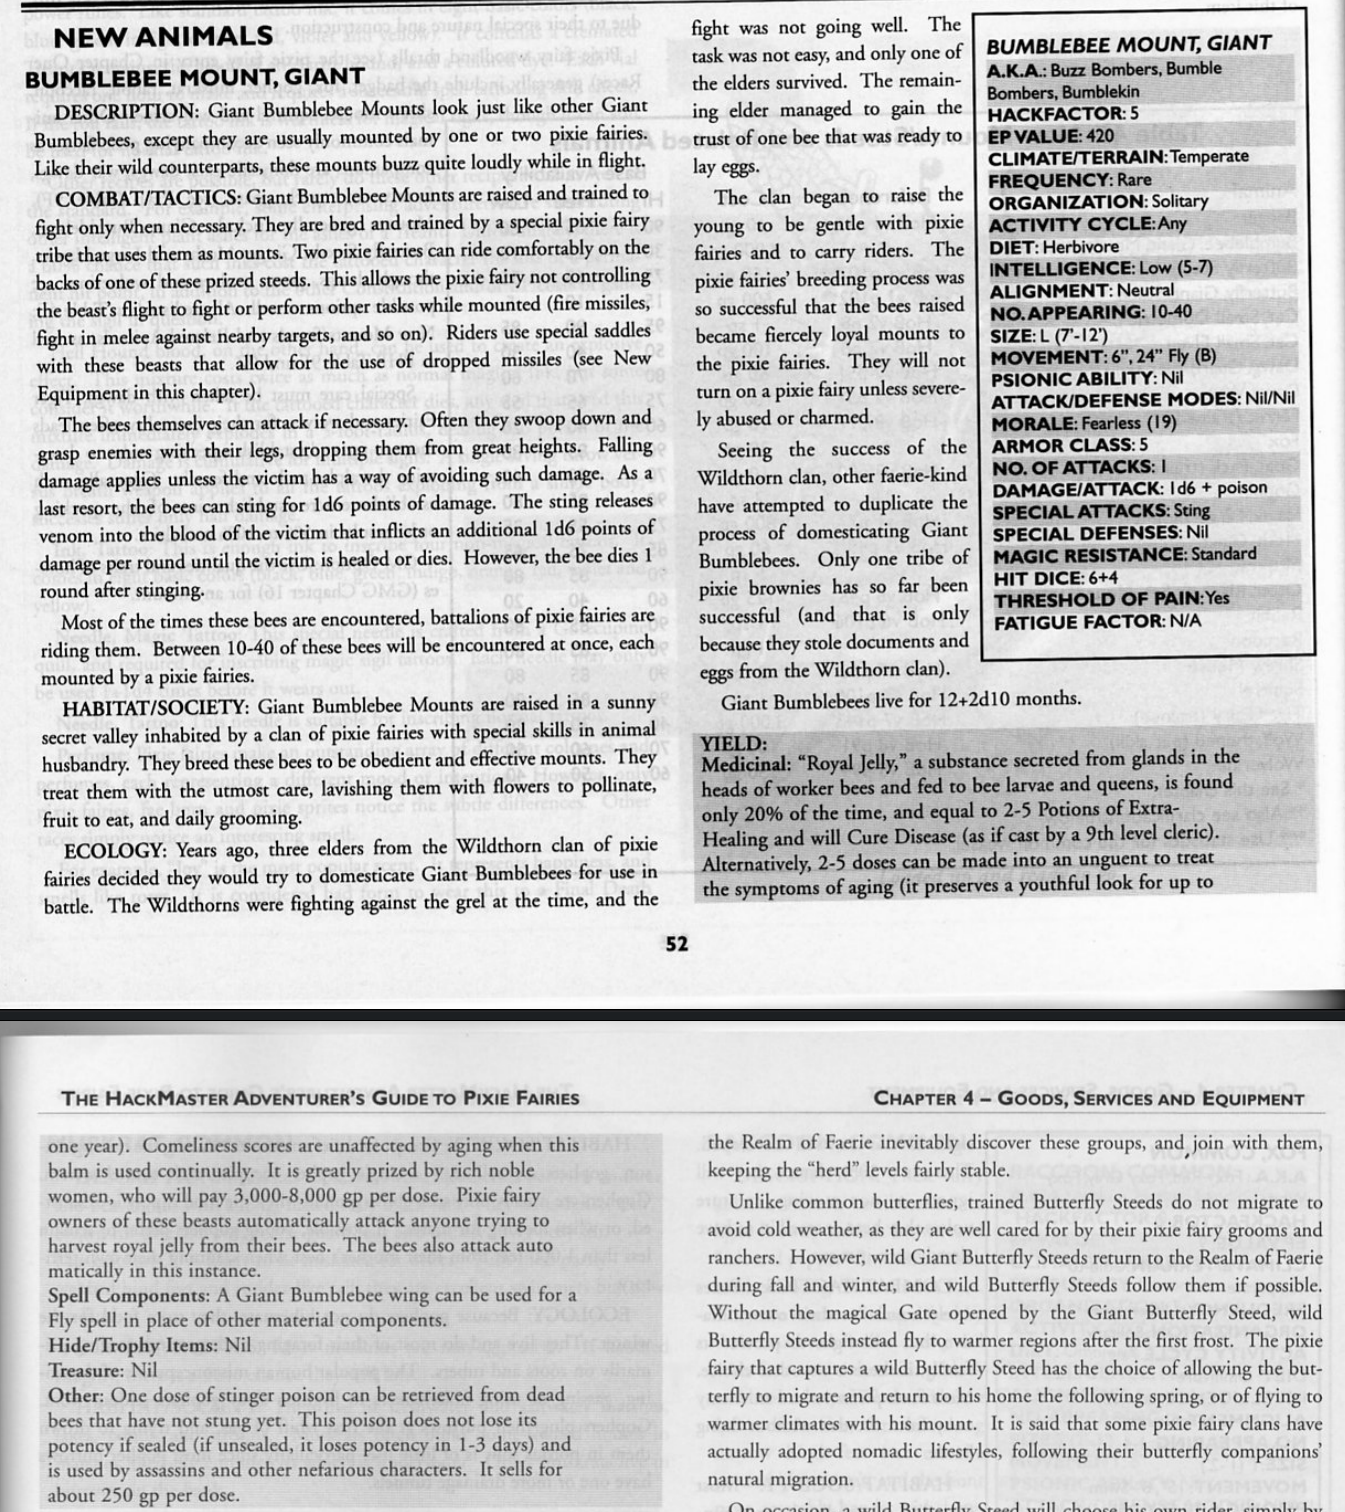 NEW ANIMALS
BUMBLEBEE MOUNT, GIANT
DESCRIPTION: Giant Bumblebee Mounts look just like other Giant
Bumblebees, except they are usually mounted by one or two pixie fairies.
Like their wild counterparts, these mounts buzz quite loudly while in flight.
COMBAT/TACTICS: Giant Bumblebee Mounts are raised and trained to
fight only when necessary. They are bred and trained by a special pixie fairy
tribe that uses them as mounts. Two pixie fairies can ride comfortably on the
backs of one of these prized steeds. This allows the pixie fairy not controlling
the beast's flight to fight or perform other tasks while mounted (fire missiles,
fight in melee against nearby targets, and so on). Riders use special saddles
with these beasts that allow for the use of dropped missiles (see New
Equipment in this chapter).
The bees themselves can attack if necessary. Often they swoop down and
grasp enemies with their legs, dropping them from great heights. Falling
damage applies unless the victim has a way of avoiding such damage. As a
last resort, the bees can sting for 1d6 points of damage. The sting releases
venom into the blood of the victim that inflicts an additional 1d6 points of
damage per round until the victim is healed or dies. However, the bee dies 1
round after stinging.
Most of the times these bees are encountered, battalions of pixie fairies are
riding them. Between 10-40 of these bees will be encountered at once, each
mounted by a pixie fairies.
HABITAT/SOCIETY: Giant Bumblebee Mounts are raised in a sunny
secret valley inhabited by a clan of pixie fairies with special skills in animal
husbandry. They breed these bees to be obedient and effective mounts. They
treat them with the utmost care, lavishing them with flowers to pollinate,
fruit to eat, and daily grooming.
ECOLOGY: Years ago, three elders from the Wildthorn clan of pixie
fairies decided they would try to domesticate Giant Bumblebees for use in
battle. The Wildthorns were fighting against the grel at the time, and the
fight was not going well. The
task was not easy, and only one of
the elders survived. The remain-
ing elder managed to gain the
trust of one bee that was ready to
lay eggs.
The clan began to raise the
young to be gentle with pixie
fairies and to carry riders. The
pixie fairies' breeding process was
so successful that the bees raised
became fiercely loyal mounts to
the pixie fairies. They will not
turn on a pixie fairy unless severe-
ly abused or charmed.
Seeing the success of the
Wildthorn clan, other faerie-kind
have attempted to duplicate the
process of domesticating Giant
Bumblebees. Only one tribe of
pixie brownies has so far been
successful (and that is only
because they stole documents and
eggs from the Wildthorn clan).
Giant Bumblebees live for 12+2d10 months.
BUMBLEBEE MOUNT, GIANT
A.K.A.: Buzz Bombers, Bumble
Bombers, Bumblekin
HACKFACTOR: 5
EP VALUE: 420
CLIMATE/TERRAIN: Temperate
FREQUENCY: Rare
ORGANIZATION: Solitary
ACTIVITY CYCLE: Any
DIET: Herbivore
INTELLIGENCE: Low (5-7)
ALIGNMENT: Neutral
NO. APPEARING: 10-40
SIZE: L (7'-12')
MOVEMENT: 6", 24" Fly (B)
PSIONIC ABILITY: Nil
ATTACK/DEFENSE MODES: Nil/Nil
MORALE: Fearless (19)
ARMOR CLASS: 5
NO. OF ATTACKS: 1
DAMAGE/ATTACK: 1d6 + poison
SPECIAL ATTACKS: Sting
SPECIAL DEFENSES: Nil
MAGIC RESISTANCE: Standard
HIT DICE: 6+4
THRESHOLD OF PAIN: Yes
FATIGUE FACTOR: N/A
YIELD:
Medicinal: "Royal Jelly," a substance secreted from glands in the
heads of worker bees and fed to bee larvae and queens, is found
only 20% of the time, and equal to 2-5 Potions of Extra-
Healing and will Cure Disease (as if cast by a 9th level cleric).
Alternatively, 2-5 doses can be made into an unguent to treat
the symptoms of aging (it preserves a youthful look for up to
52
THE HACKMASTER ADVENTURER'S GUIDE TO PIXIE FAIRIES
CHAPTER 4 – GOODS, SERVICES AND EQUIPMENT
one year). Comeliness scores are unaffected by aging when this
balm is used continually. It is greatly prized by rich noble
women, who will pay 3,000-8,000 gp per dose. Pixie fairy
owners of these beasts automatically attack anyone trying to
harvest royal jelly from their bees. The bees also attack auto
matically in this instance.
Spell Components: A Giant Bumblebee wing can be used for a
Fly spell in place of other material components.
Hide/Trophy Items: Nil
Treasure: Nil
Other: One dose of stinger poison can be retrieved from dead
bees that have not stung yet. This poison does not lose its
potency if sealed (if unsealed, it loses potency in 1-3 days) and
is used by assassins and other nefarious characters. It sells for
about 250 gp per dose.
the Realm of Faerie inevitably discover these groups, and join with them,
keeping the "herd" levels fairly stable.
Unlike common butterflies, trained Butterfly Steeds do not migrate to
avoid cold weather, as they are well cared for by their pixie fairy grooms and
ranchers. However, wild Giant Butterfly Steeds return to the Realm of Faerie
during fall and winter, and wild Butterfly Steeds follow them if possible.
Without the magical Gate opened by the Giant Butterfly Steed, wild
Butterfly Steeds instead fly to warmer regions after the first frost. The pixie
fairy that captures a wild Butterfly Steed has the choice of allowing the but-
terfly to migrate and return to his home the following spring, or of flying to
warmer climates with his mount. It is said that some pixie fairy clans have
actually adopted nomadic lifestyles, following their butterfly companions'
natural migration.
On occasion, a wild Butterfly Steed will choose his own rider, simply by